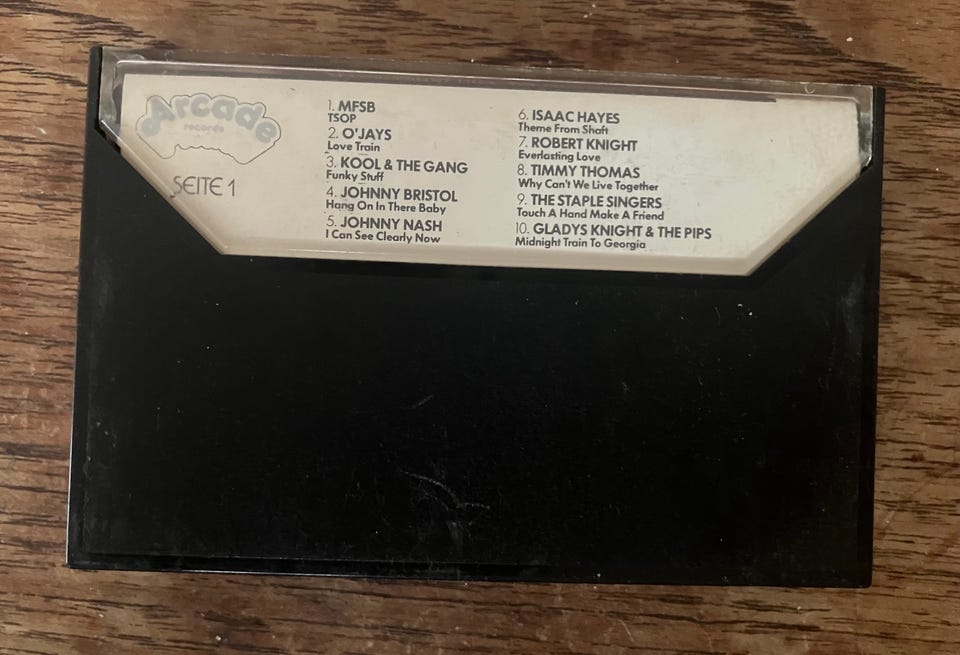 Arcade
records
SEITE 1
1. MFSB
TSOP
2. O'JAYS
Love Train
3. KOOL & THE GANG
Funky Stuff
4. JOHNNY BRISTOL
Hang On In There Baby
5. JOHNNY NASH
I Can See Clearly Now
6. ISAAC HAYES
Theme From Shaft
7. ROBERT KNIGHT
Everlasting Love
8. TIMMY THOMAS
Why Can't We Live Together
9. THE STAPLE SINGERS
Touch A Hand Make A Friend
10. GLADYS KNIGHT & THE PIPS
Midnight Train To Georgia